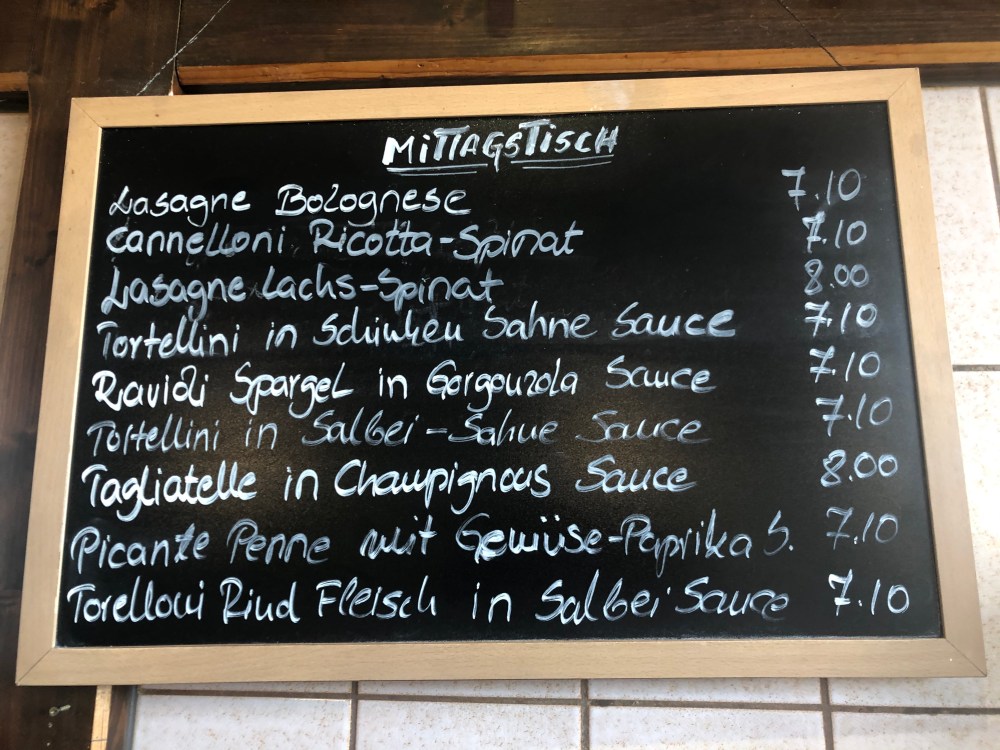 MITTAGSTISCH
Lasagne Bolognese 7.10
Cannelloni Ricotta-Spinat 7.10
Lasagne Lachs-Spinat 8.00
Tortellini in Schinken Sahne Sauce 7.10
Ravioli Spargel in Gorgonzola Sauce 7.10
Tortellini in Salbei-Sahne Sauce 7.10
Tagliatelle in Champignons Sauce 8.00
Picante Penne mit Gemüse-Paprika S. 7.10
Torelloni Rind Fleisch in Salbei Sauce 7.10